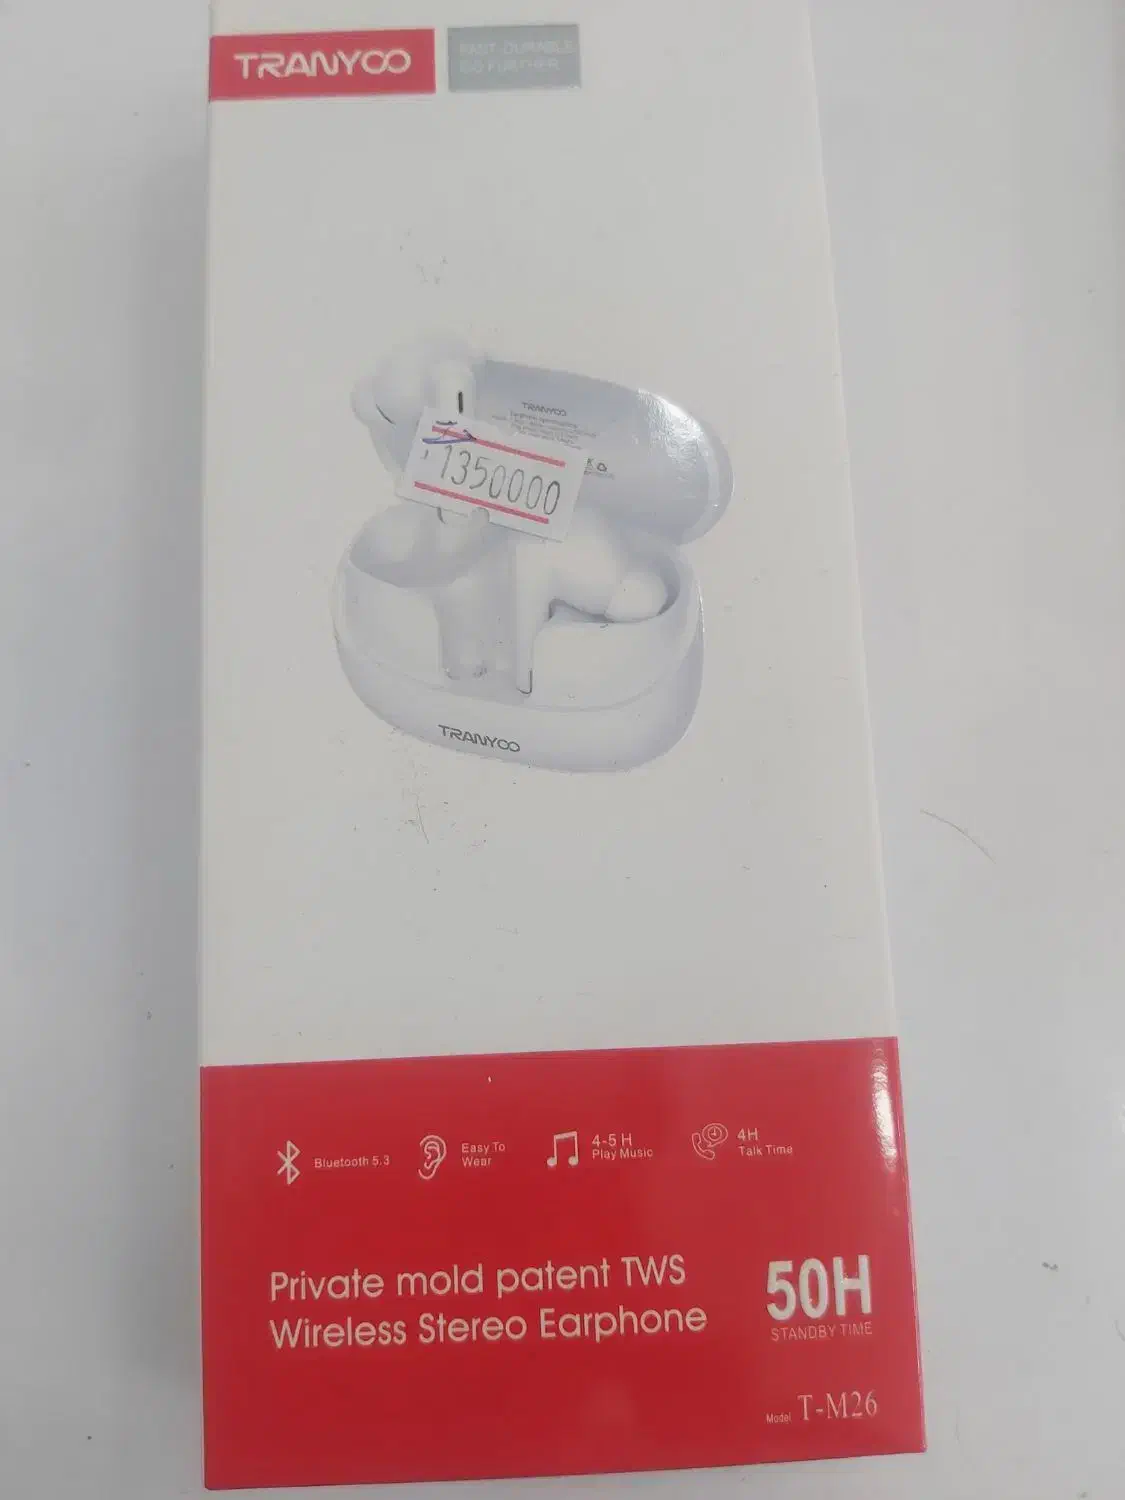 TRANYOO
FAST-DURABLE
GO FURTHER
TRANYOO
1350000
TRANYOO
Bluetooth 5.3
Easy To
Wear
4-5 H
Play Music
4H
Talk Time
Private mold patent TWS
Wireless Stereo Earphone
50H
STANDBY TIME
Model T-M26